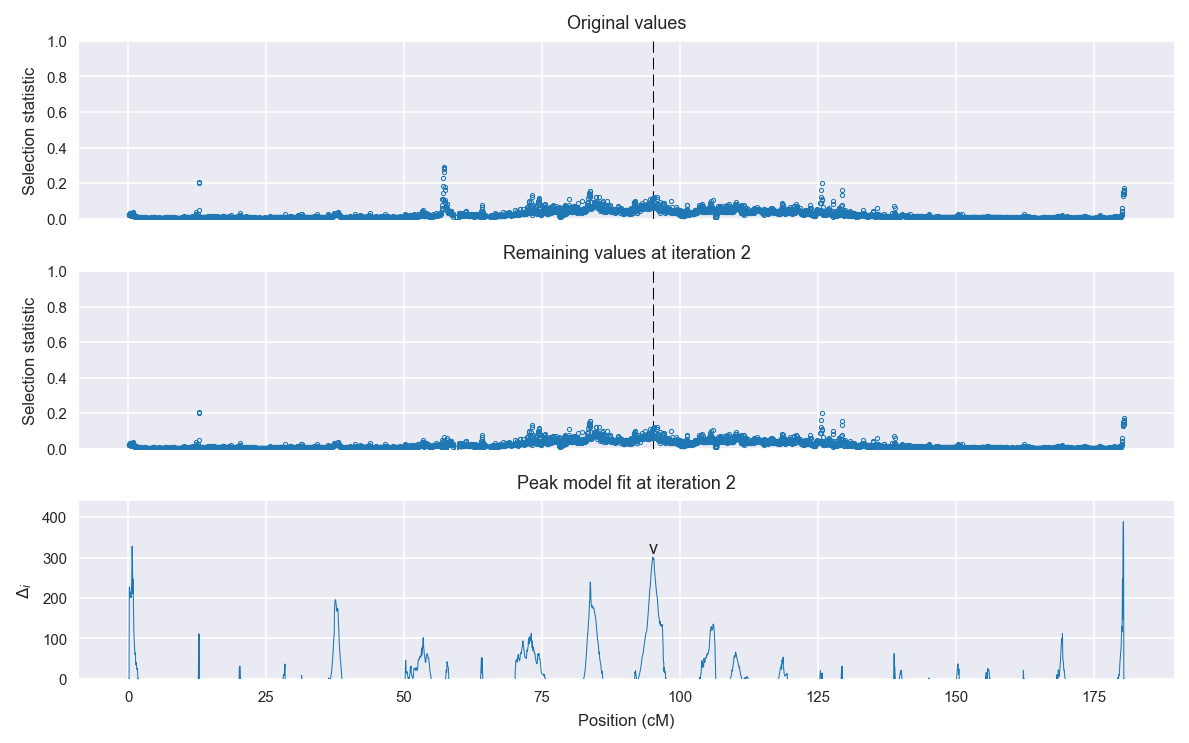 Original values
1.0
0.8
0.6
0.4
0.2
0.0
Selection statistic
Remaining values at iteration 2
1.0
0.8
0.6
0.4
0.2
0.0
Selection statistic
Peak model fit at iteration 2
400
300
200
100
0
Δi
v
0 25 50 75 100 125 150 175
Position (cM)